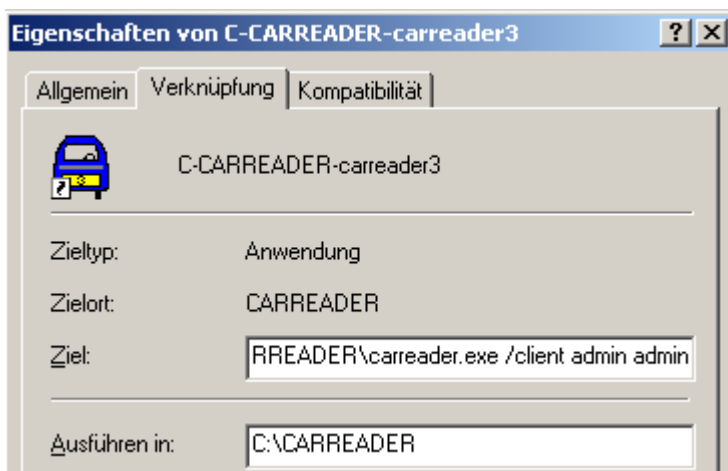 Eigenschaften von C-CARREADER-carreader3
Allgemein Verknüpfung Kompatibilität
3
C-CARREADER-carreader3
Zieltyp: Anwendung
Zielort: CARREADER
Ziel: RREADER\carreader.exe /client admin admin
Ausführen in: C:\CARREADER